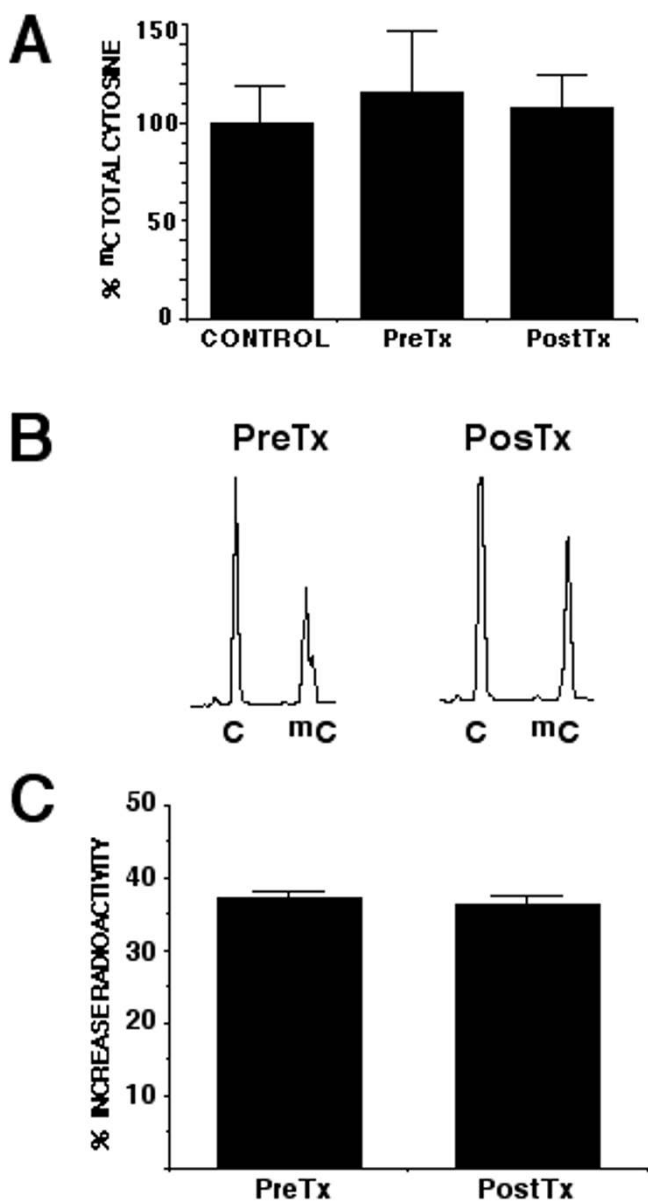 A
% mC TOTAL CYTOSINE
150
100
50
0
CONTROL PreTx PostTx
B
PreTx PosTx
C mC C mC
C
% INCREASE RADIOACTIVITY
50
40
30
20
10
PreTx PostTx